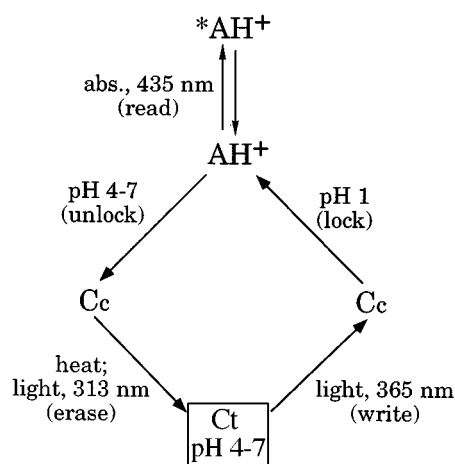 *AH+
abs., 435 nm
(read)
AH+
pH 4-7
(unlock)
pH 1
(lock)
Cc
Cc
heat;
light, 313 nm
(erase)
light, 365 nm
(write)
Ct
pH 4-7